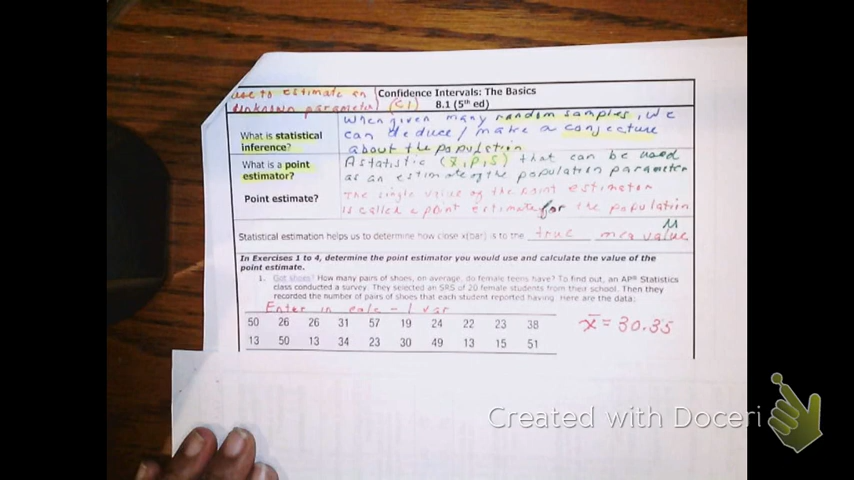 use to estimate an
unknown parameter (CI)
Confidence Intervals: The Basics
8.1 (5th ed)
What is statistical
inference?
When given many random samples, we
can deduce / make a conjecture
about the population
What is a point
estimator?
A statistic (x̄, p, s) that can be used
as an estimate of the population parameter
Point estimate?
The single value of the point estimator
is called a point estimate for the population
Statistical estimation helps us to determine how close x(bar) is to the true mea value
μ
In Exercises 1 to 4, determine the point estimator you would use and calculate the value of the
point estimate.
1. Got shoes? How many pairs of shoes, on average, do female teens have? To find out, an AP® Statistics
class conducted a survey. They selected an SRS of 20 female students from their school. Then they
recorded the number of pairs of shoes that each student reported having. Here are the data:
Enter in calc - 1 var
50 26 26 31 57 19 24 22 23 38
13 50 13 34 23 30 49 13 15 51
x̄ = 30.35
Created with Doceri